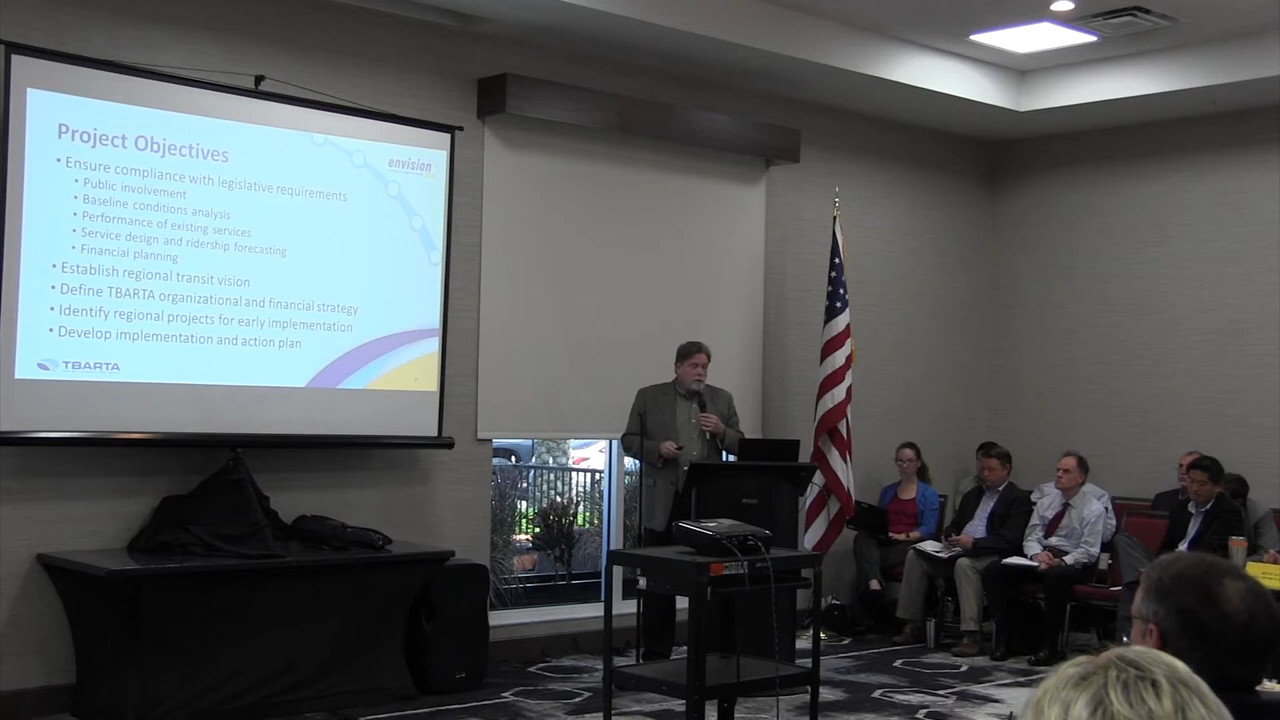 Project Objectives
envision
• Ensure compliance with legislative requirements
• Public involvement
• Baseline conditions analysis
• Performance of existing services
• Service design and ridership forecasting
• Financial planning
• Establish regional transit vision
• Define TBARTA organizational and financial strategy
• Identify regional projects for early implementation
• Develop implementation and action plan
TBARTA